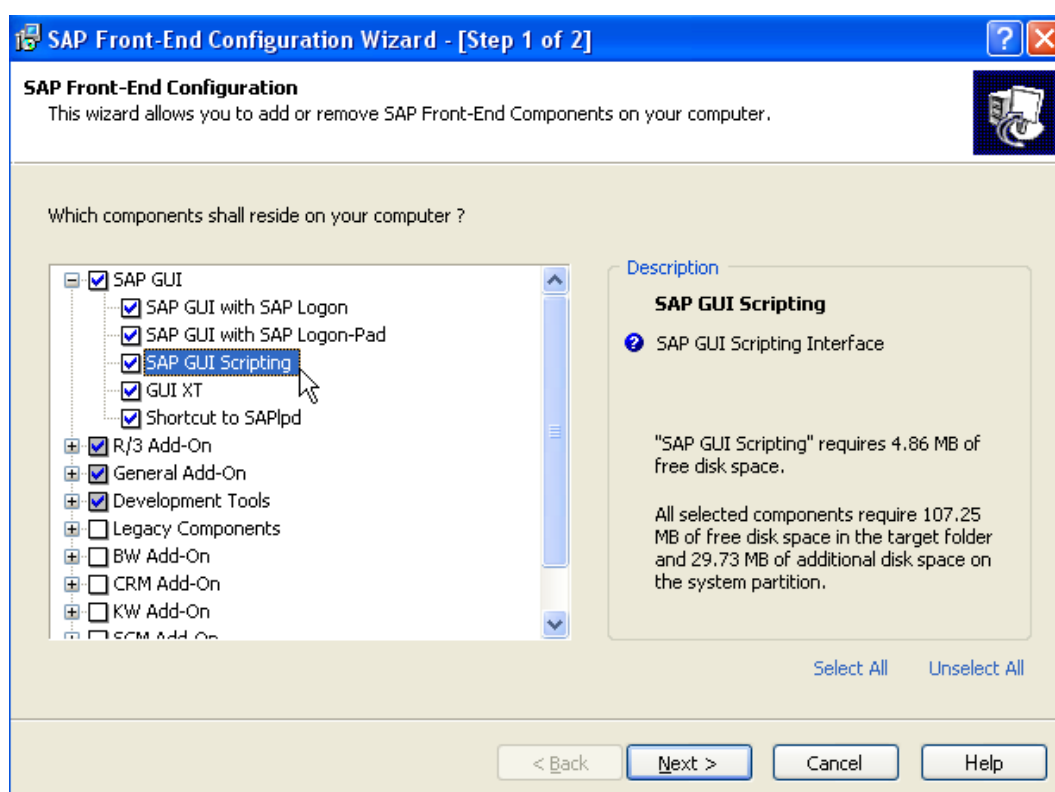 SAP Front-End Configuration Wizard - [Step 1 of 2]
SAP Front-End Configuration
This wizard allows you to add or remove SAP Front-End Components on your computer.
Which components shall reside on your computer ?
SAP GUI
SAP GUI with SAP Logon
SAP GUI with SAP Logon-Pad
SAP GUI Scripting
GUI XT
Shortcut to SAPlpd
R/3 Add-On
General Add-On
Development Tools
Legacy Components
BW Add-On
CRM Add-On
KW Add-On
SCM Add-On
Description
SAP GUI Scripting
SAP GUI Scripting Interface
"SAP GUI Scripting" requires 4.86 MB of
free disk space.
All selected components require 107.25
MB of free disk space in the target folder
and 29.73 MB of additional disk space on
the system partition.
Select All
Unselect All
< Back
Next >
Cancel
Help